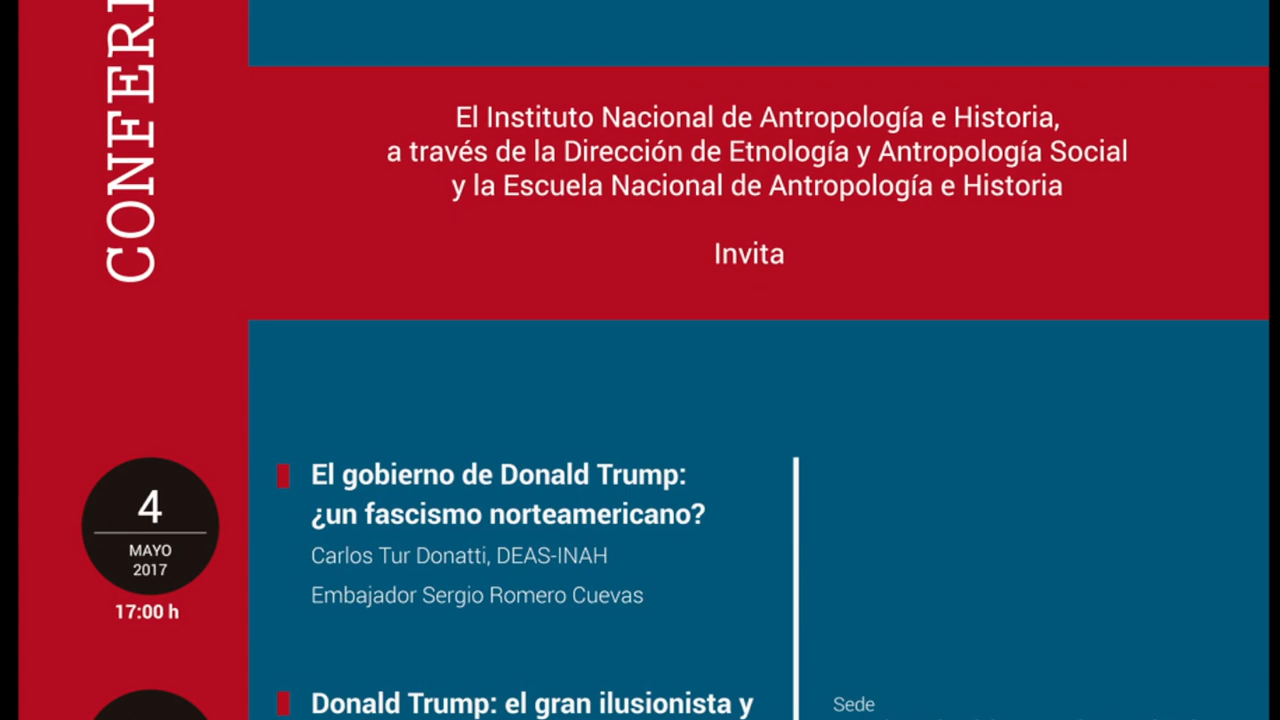 CONFERI
El Instituto Nacional de Antropología e Historia,
a través de la Dirección de Etnología y Antropología Social
y la Escuela Nacional de Antropología e Historia
Invita
4
MAYO
2017
17:00 h
El gobierno de Donald Trump:
¿un fascismo norteamericano?
Carlos Tur Donatti, DEAS-INAH
Embajador Sergio Romero Cuevas
Donald Trump: el gran ilusionista y
Sede